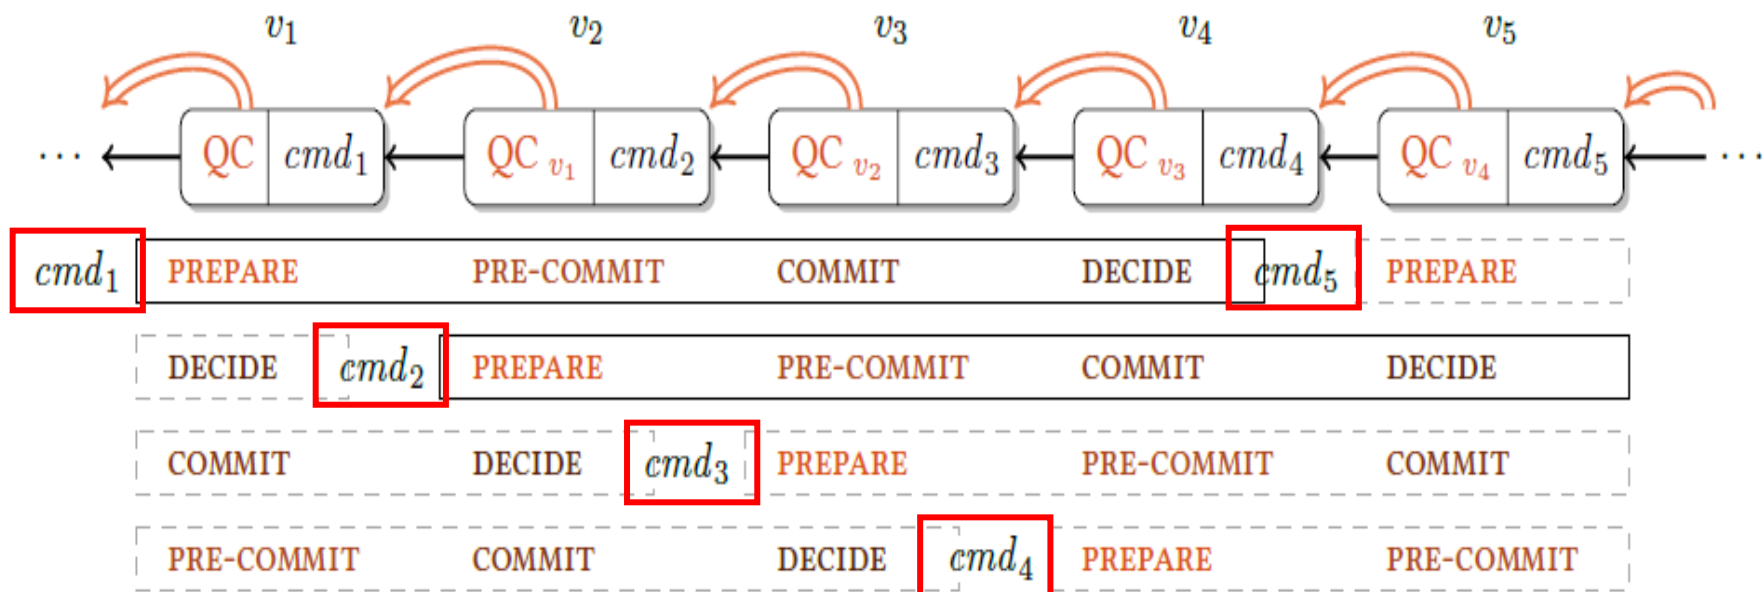 v₁ v₂ v₃ v₄ v₅
··· QC cmd₁ QC v₁ cmd₂ QC v₂ cmd₃ QC v₃ cmd₄ QC v₄ cmd₅ ···
cmd₁ PREPARE PRE-COMMIT COMMIT DECIDE cmd₅ PREPARE
DECIDE cmd₂ PREPARE PRE-COMMIT COMMIT DECIDE
COMMIT DECIDE cmd₃ PREPARE PRE-COMMIT COMMIT
PRE-COMMIT COMMIT DECIDE cmd₄ PREPARE PRE-COMMIT